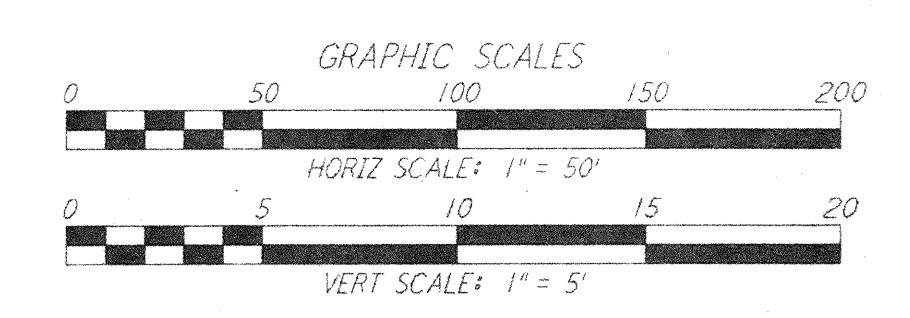 GRAPHIC SCALES
0 50 100 150 200
HORIZ SCALE: 1" = 50'
0 5 10 15 20
VERT SCALE: 1" = 5'